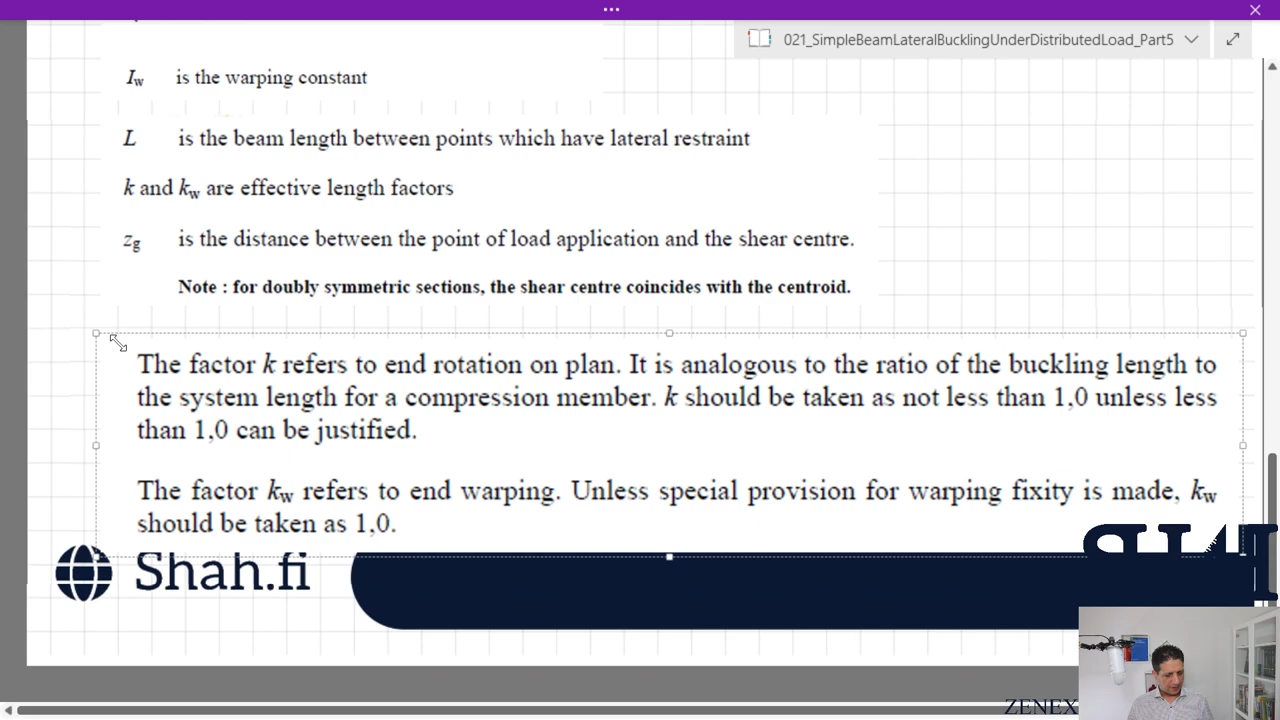 021_SimpleBeamLateralBucklingUnderDistributedLoad_Part5
Iw is the warping constant
L is the beam length between points which have lateral restraint
k and kw are effective length factors
zg is the distance between the point of load application and the shear centre.
Note : for doubly symmetric sections, the shear centre coincides with the centroid.
The factor k refers to end rotation on plan. It is analogous to the ratio of the buckling length to
the system length for a compression member. k should be taken as not less than 1,0 unless less
than 1,0 can be justified.
The factor kw refers to end warping. Unless special provision for warping fixity is made, kw
should be taken as 1,0.
Shah.fi
ZENEX